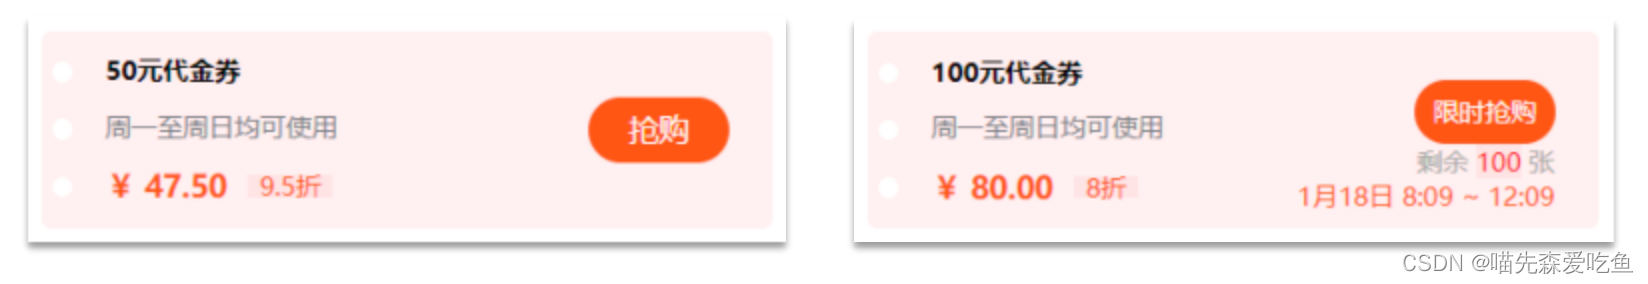 50元代金券
周一至周日均可使用
¥ 47.50 9.5折
抢购
100元代金券
周一至周日均可使用
¥ 80.00 8折
限时抢购
剩余 100 张
1月18日 8:09 ~ 12:09
CSDN @喵先森爱吃鱼